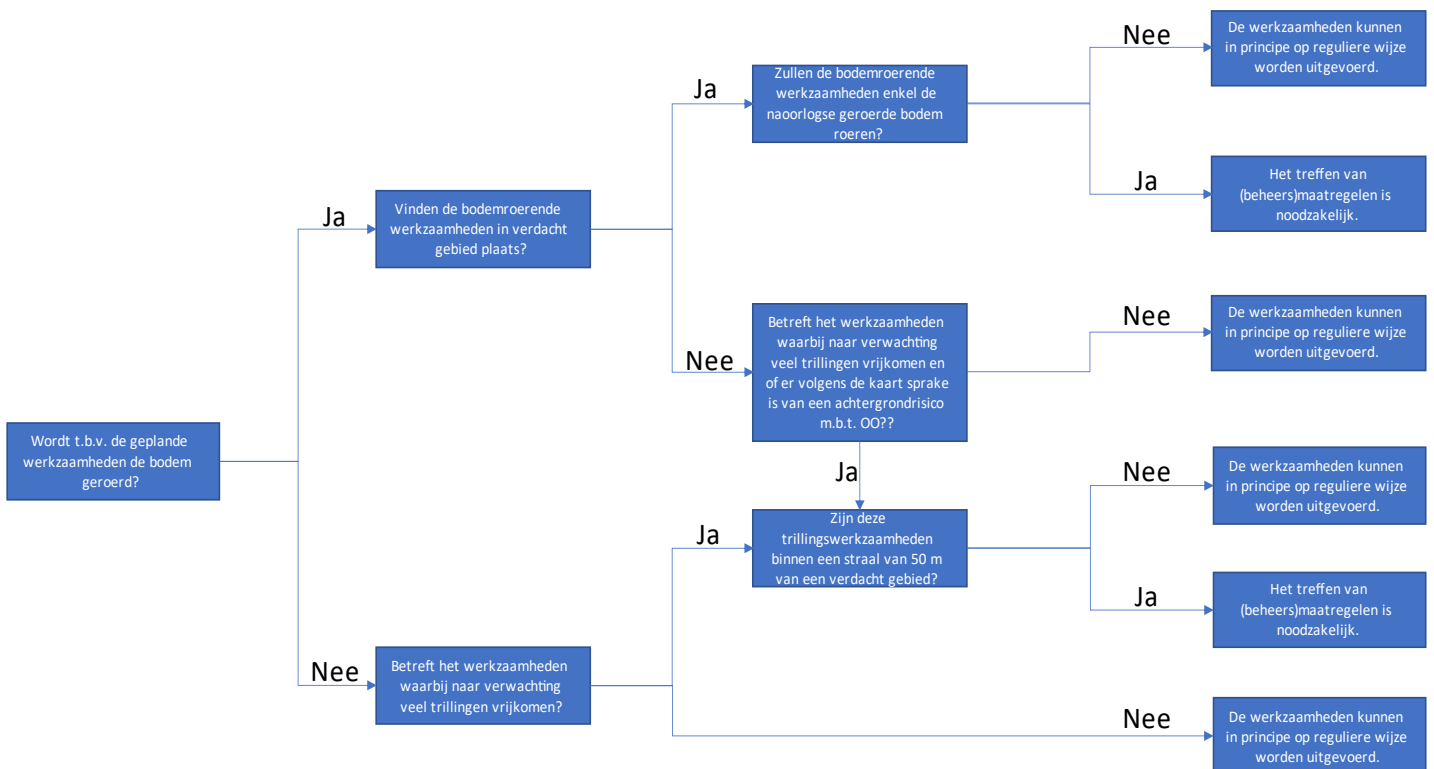 Nee
De werkzaamheden kunnen
in principe op reguliere wijze
worden uitgevoerd.
Ja
Zullen de bodemroerende
werkzaamheden enkel de
naoorlogse geroerde bodem
roeren?
Ja
Het treffen van
(beheers)maatregelen is
noodzakelijk.
Ja
Vinden de bodemroerende
werkzaamheden in verdacht
gebied plaats?
Nee
Betreft het werkzaamheden
waarbij naar verwachting
veel trillingen vrijkomen en
of er volgens de kaart sprake
is van een achtergrondrisico
m.b.t. OO??
Nee
De werkzaamheden kunnen
in principe op reguliere wijze
worden uitgevoerd.
Wordt t.b.v. de geplande
werkzaamheden de bodem
geroerd?
Ja
Ja
Zijn deze
trillingswerkzaamheden
binnen een straal van 50 m
van een verdacht gebied?
Nee
De werkzaamheden kunnen
in principe op reguliere wijze
worden uitgevoerd.
Ja
Het treffen van
(beheers)maatregelen is
noodzakelijk.
Nee
Betreft het werkzaamheden
waarbij naar verwachting
veel trillingen vrijkomen?
Nee
De werkzaamheden kunnen
in principe op reguliere wijze
worden uitgevoerd.